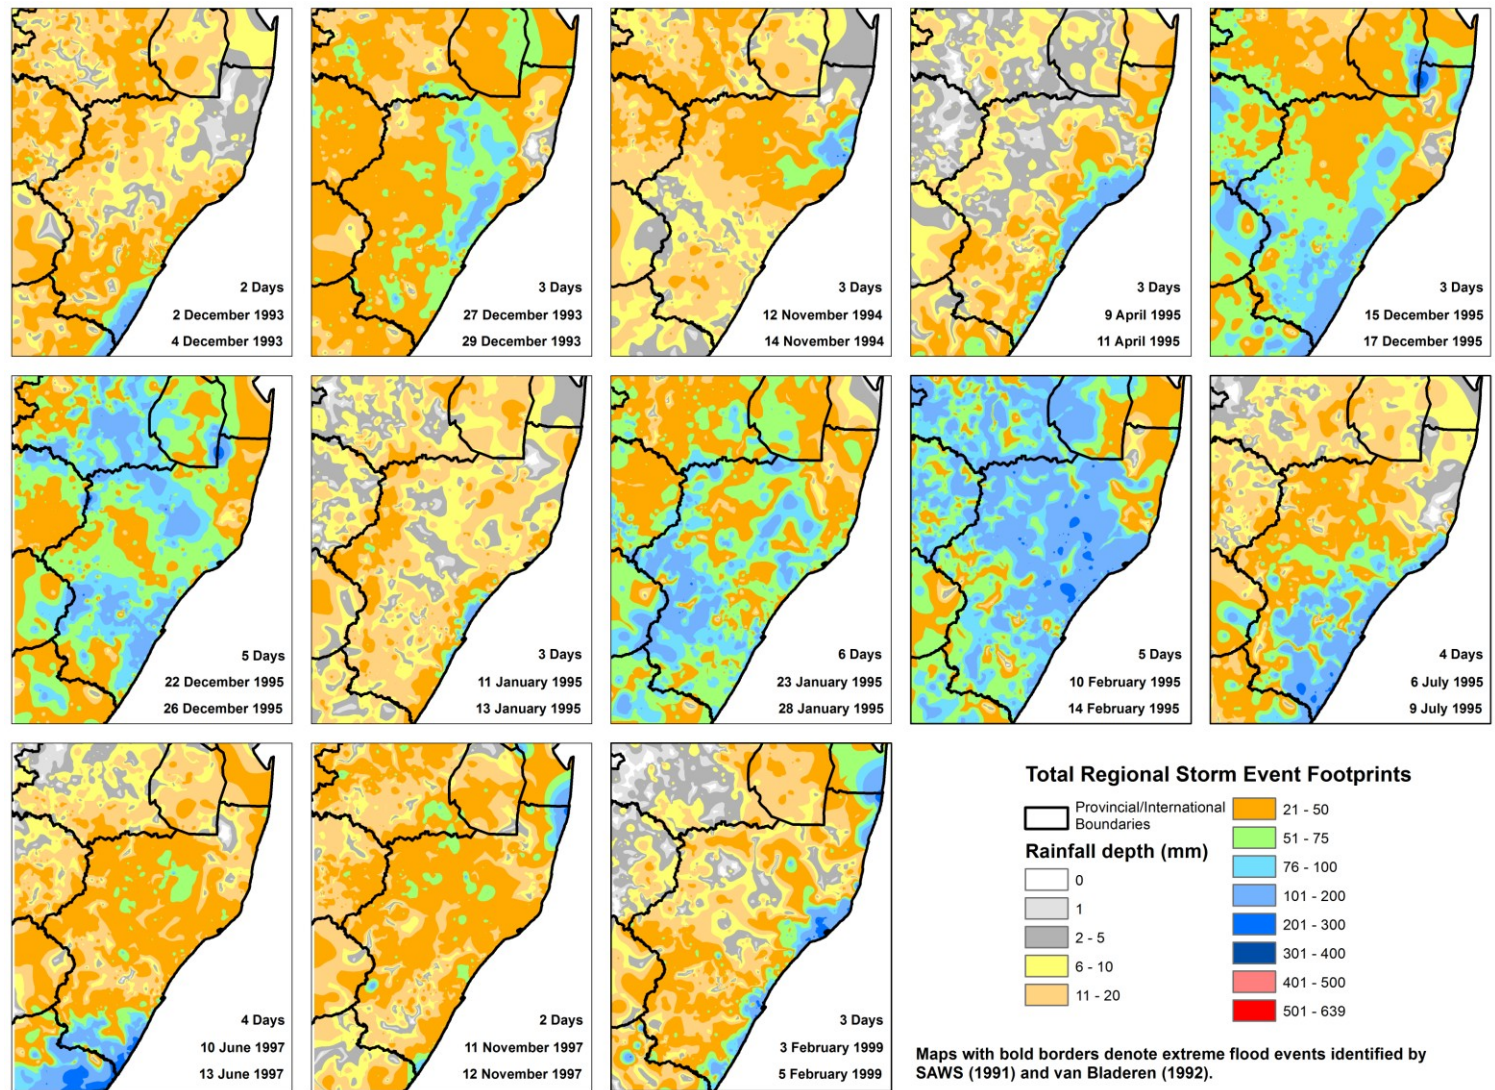 2 Days
2 December 1993
4 December 1993
3 Days
27 December 1993
29 December 1993
3 Days
12 November 1994
14 November 1994
3 Days
9 April 1995
11 April 1995
3 Days
15 December 1995
17 December 1995
5 Days
22 December 1995
26 December 1995
3 Days
11 January 1995
13 January 1995
6 Days
23 January 1995
28 January 1995
5 Days
10 February 1995
14 February 1995
4 Days
6 July 1995
9 July 1995
4 Days
10 June 1997
13 June 1997
2 Days
11 November 1997
12 November 1997
3 Days
3 February 1999
5 February 1999
Total Regional Storm Event Footprints
Provincial/International
Boundaries
Rainfall depth (mm)
0
1
2 - 5
6 - 10
11 - 20
21 - 50
51 - 75
76 - 100
101 - 200
201 - 300
301 - 400
401 - 500
501 - 639
Maps with bold borders denote extreme flood events identified by
SAWS (1991) and van Bladeren (1992).